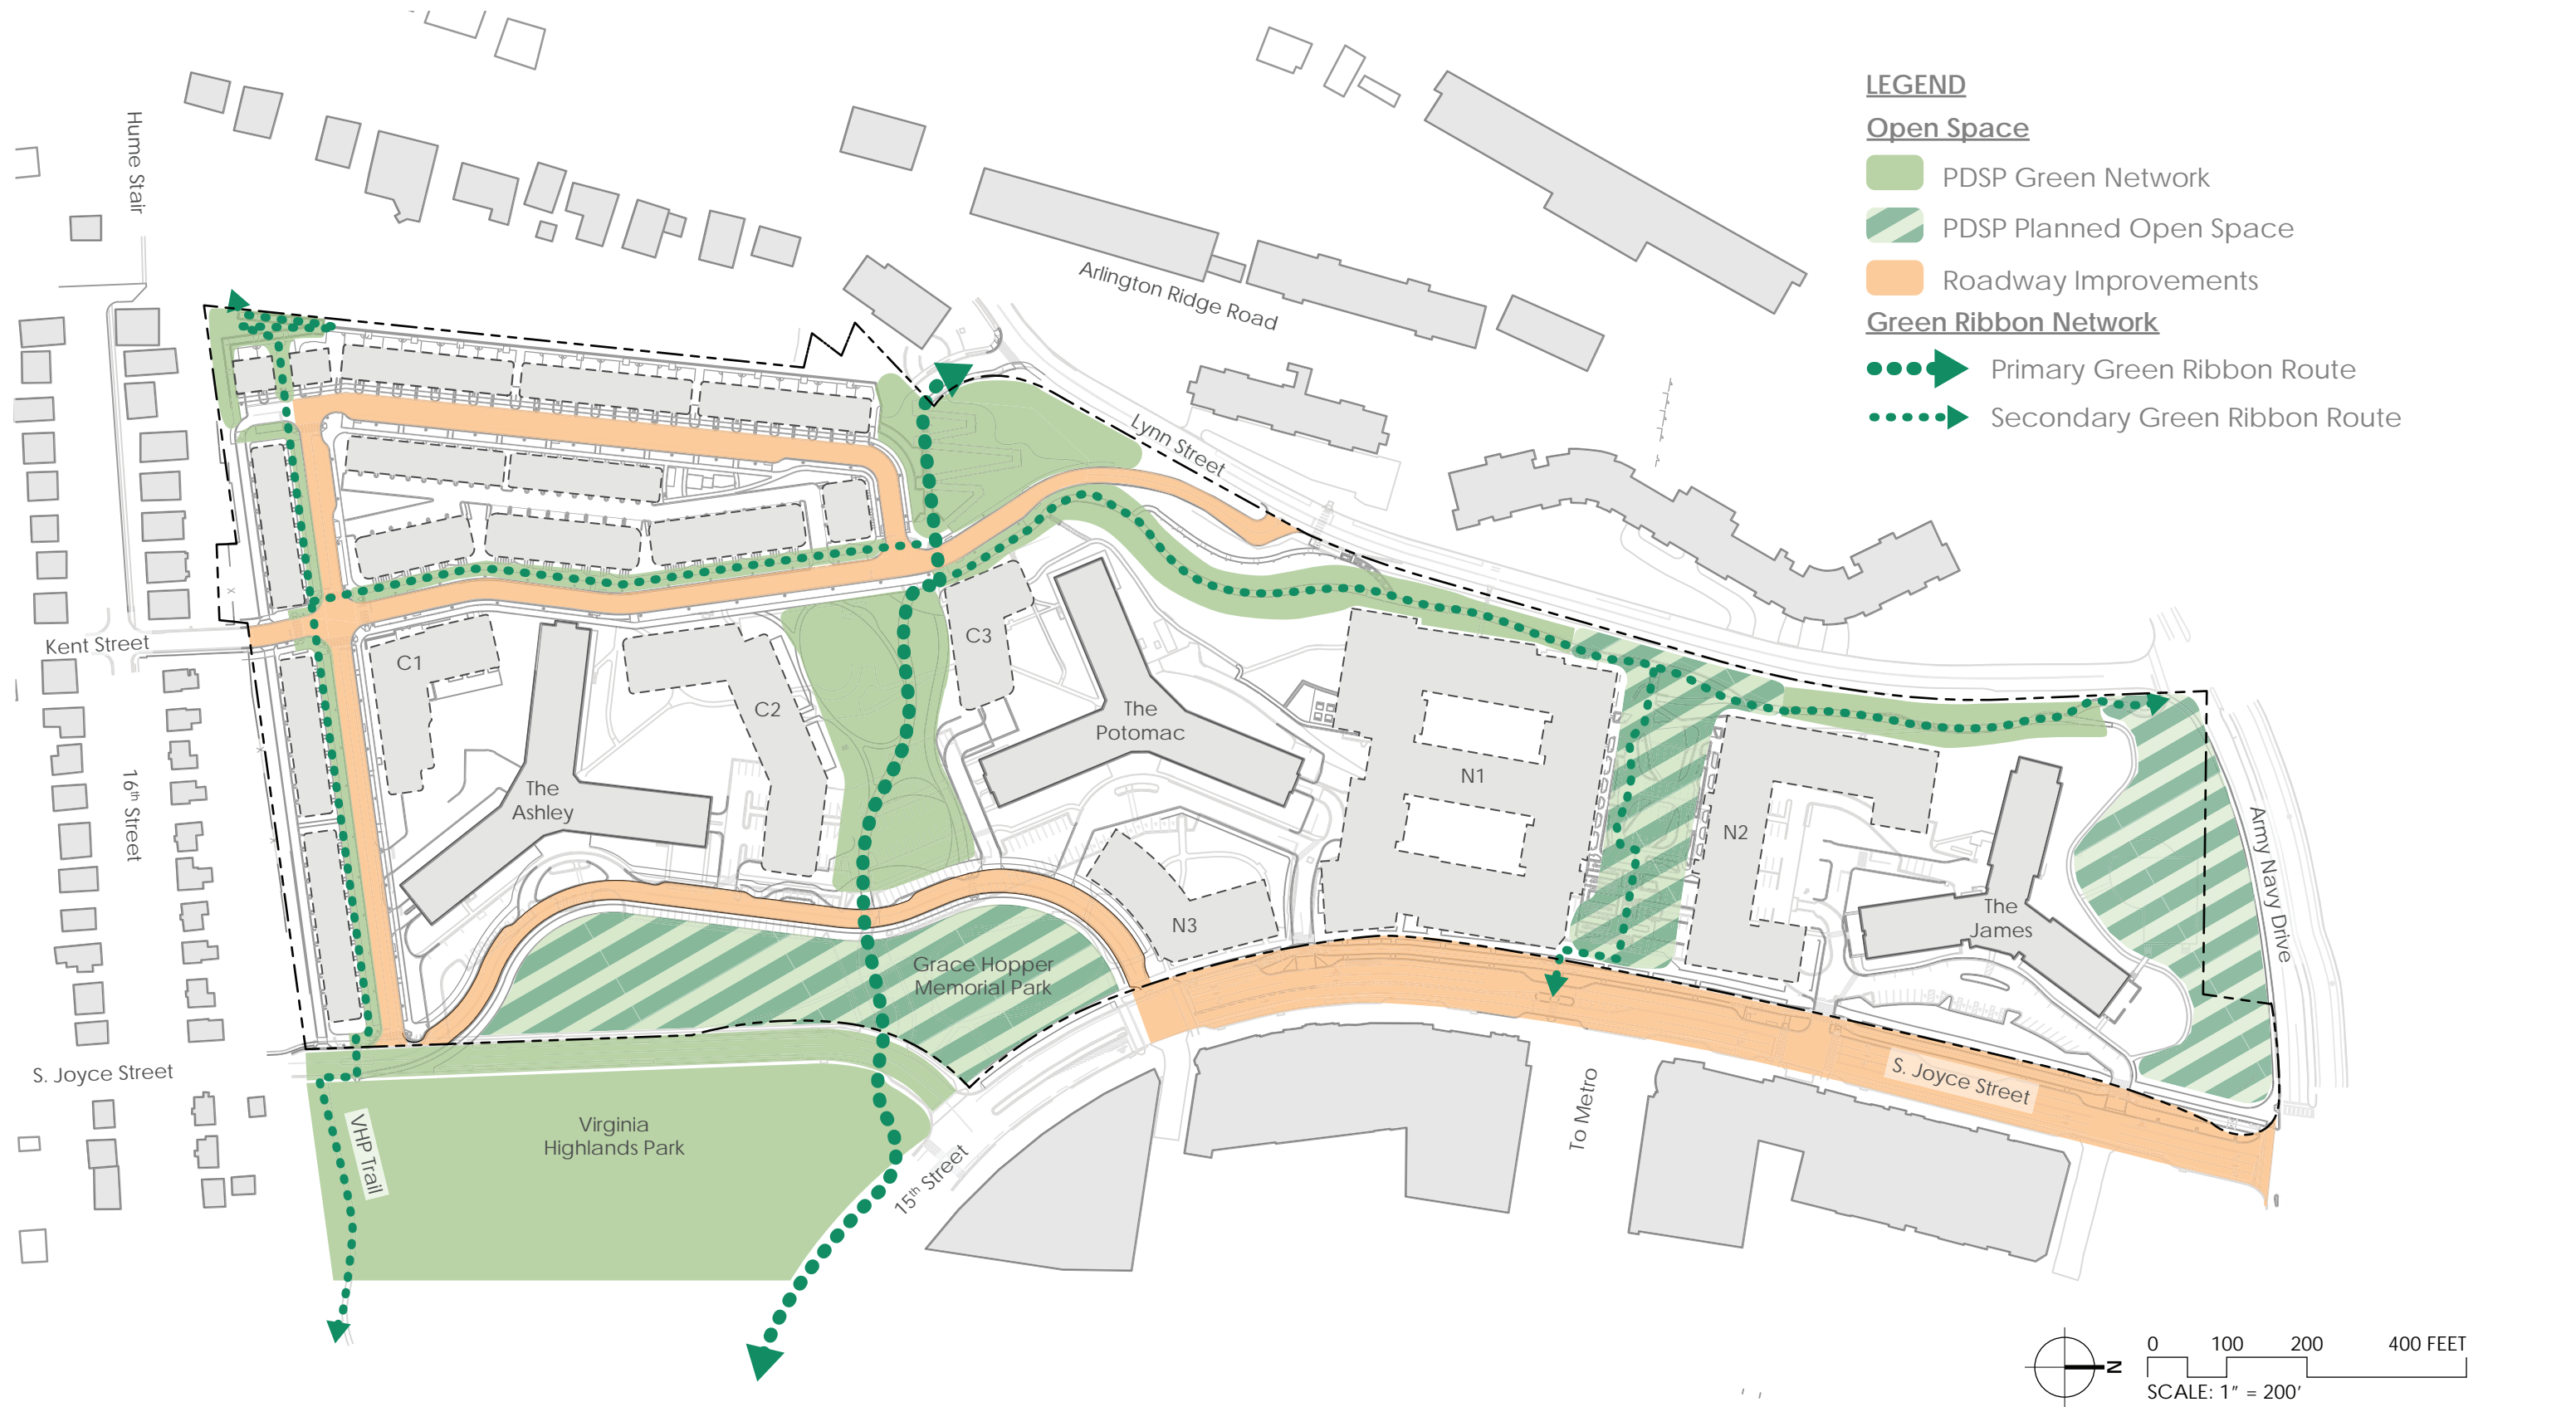 LEGEND
Open Space
PDSP Green Network
PDSP Planned Open Space
Roadway Improvements
Green Ribbon Network
Primary Green Ribbon Route
Secondary Green Ribbon Route
Hume Stair
Arlington Ridge Road
Lynn Street
Kent Street
C1
C2
C3
The
Ashley
The
Potomac
N1
N2
N3
The
James
16th Street
Army Navy Drive
Grace Hopper
Memorial Park
S. Joyce Street
S. Joyce Street
VHP Trail
Virginia
Highlands Park
15th Street
To Metro
N
0 100 200 400 FEET
SCALE: 1" = 200'